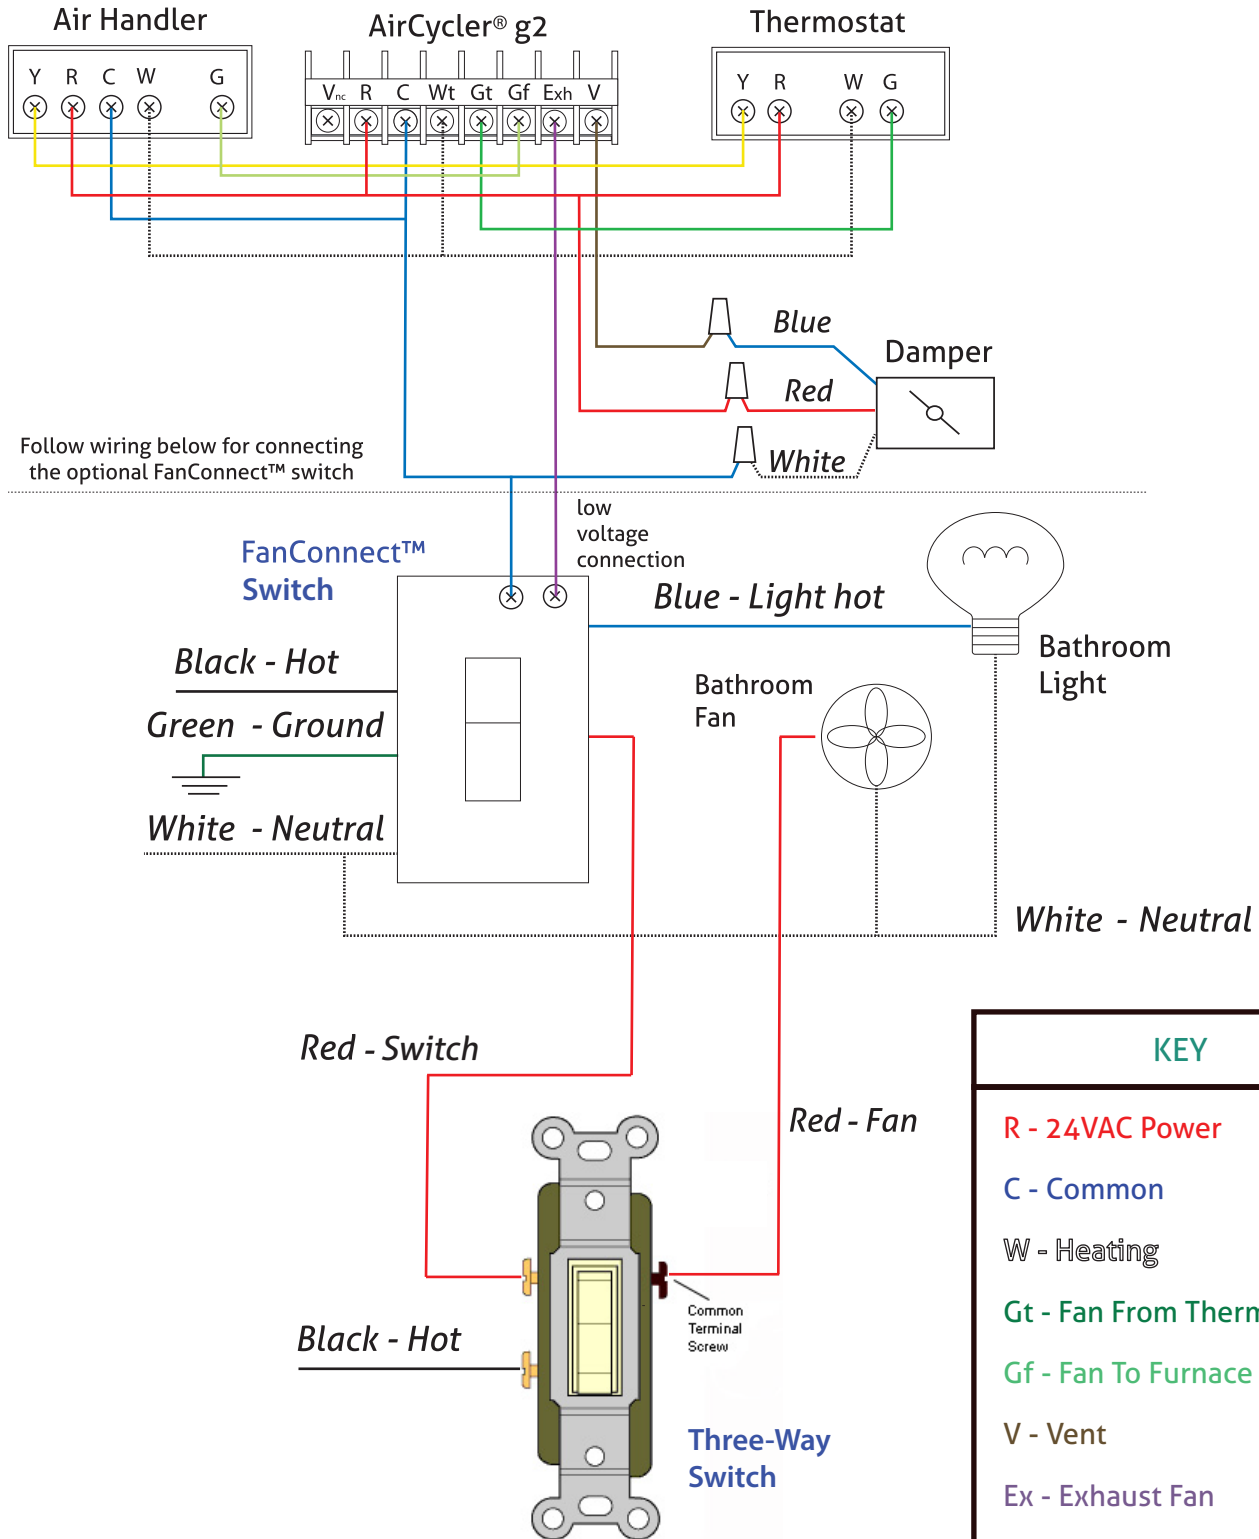 Air Handler
AirCycler® g2
Thermostat
Y R C W G
Vnc R C Wt Gt Gf Exh V
Y R W G
Blue
Damper
Red
White
Follow wiring below for connecting
the optional FanConnect™ switch
low
voltage
connection
FanConnect™
Switch
Blue - Light hot
Black - Hot
Bathroom
Light
Bathroom
Fan
Green - Ground
White - Neutral
White - Neutral
Red - Switch
KEY
Red - Fan
R - 24VAC Power
C - Common
W - Heating
Gt - Fan From Therm
Common
Terminal
Screw
Black - Hot
Gf - Fan To Furnace
V - Vent
Three-Way
Switch
Ex - Exhaust Fan